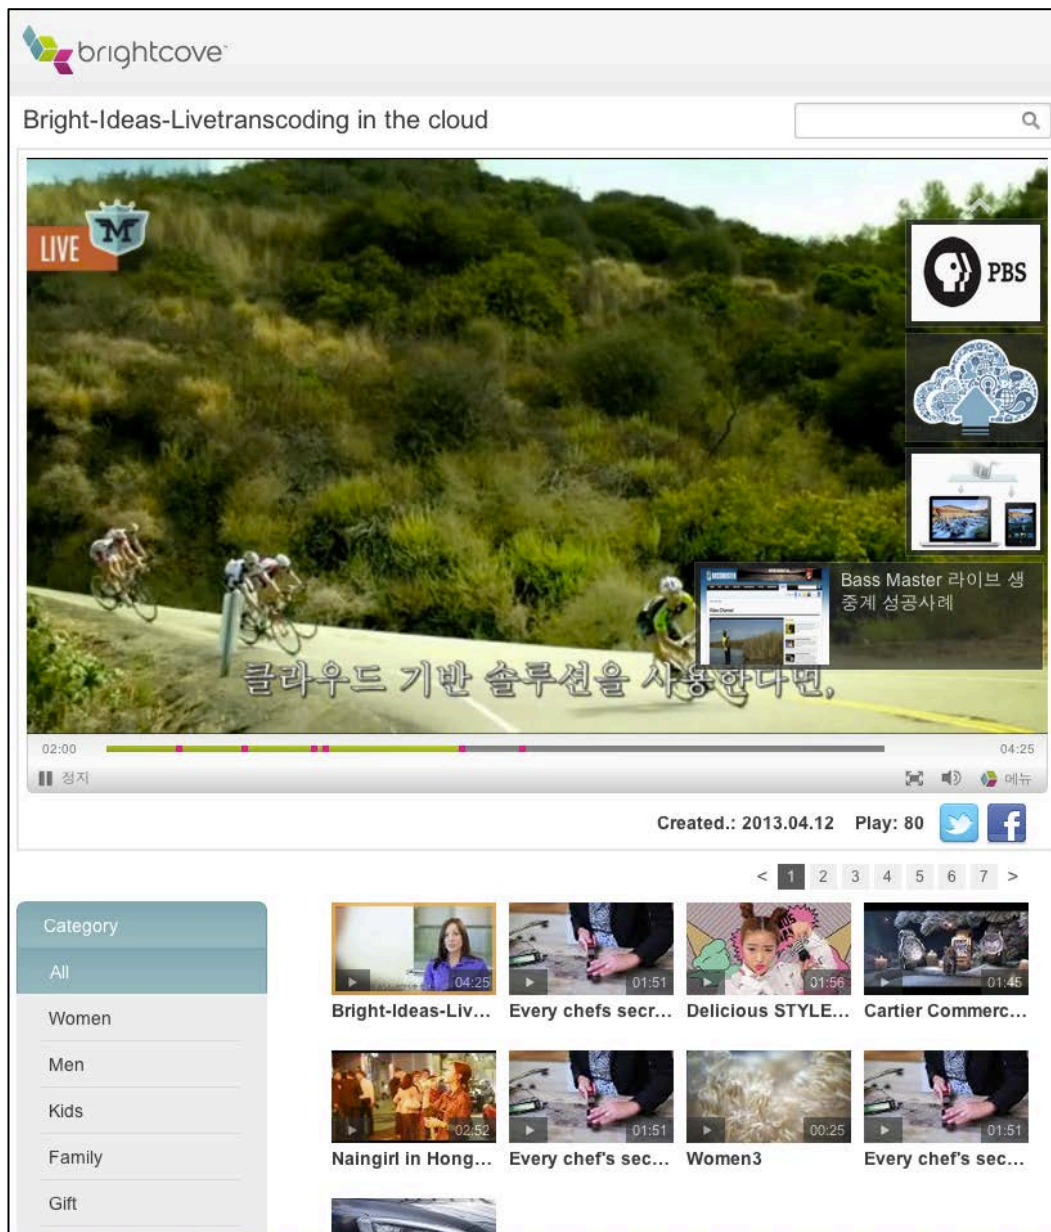 brightcove™
Bright-Ideas-Livetranscoding in the cloud
LIVE
M
PBS
Bass Master 라이브 생
중계 성공사례
클라우드 기반 솔루션을 사용한다면,
02:00
04:25
정지
메뉴
Created.: 2013.04.12 Play: 80
< 1 2 3 4 5 6 7 >
Category
All
Women
Men
Kids
Family
Gift
04:25
01:51
01:56
01:45
Bright-Ideas-Liv...
Every chefs secr...
Delicious STYLE...
Cartier Commerc...
02:52
01:51
00:25
01:51
Naingirl in Hong...
Every chef's sec...
Women3
Every chef's sec...